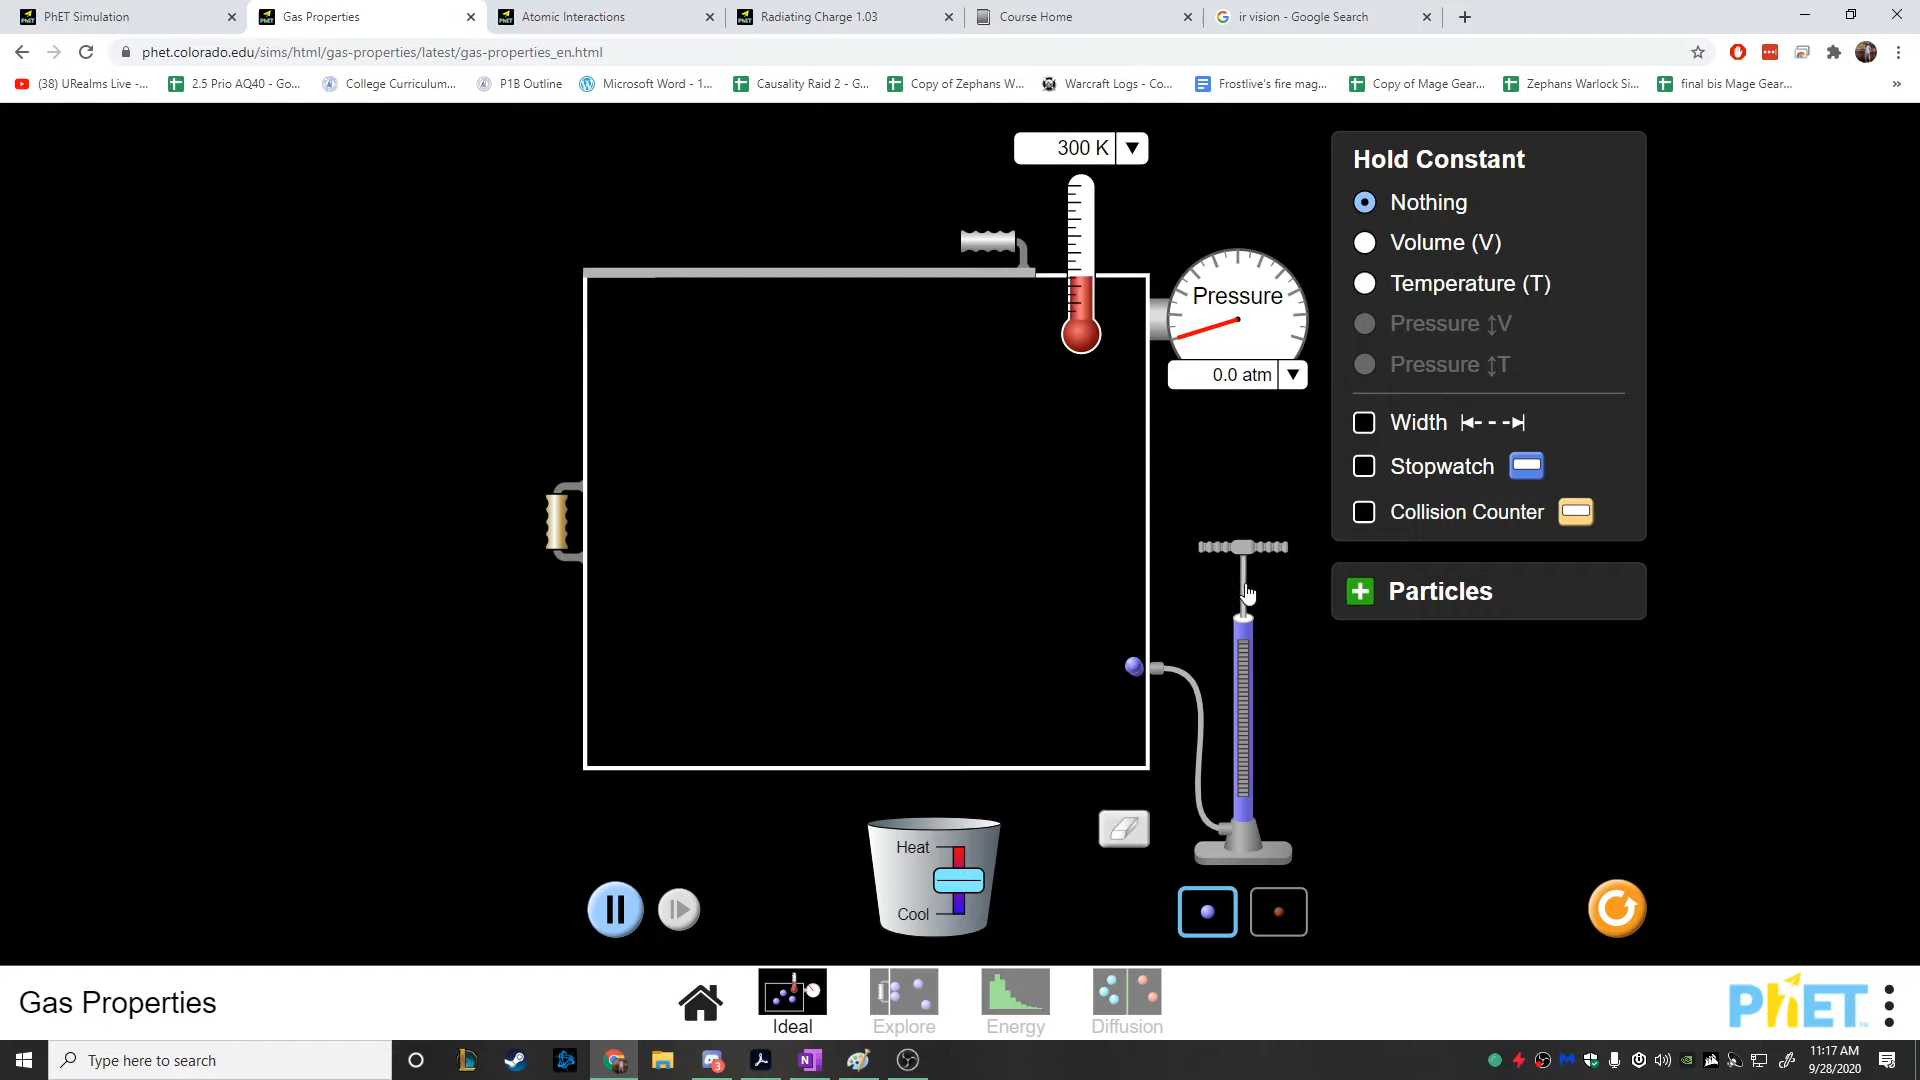 PhET Simulation
Gas Properties
Atomic Interactions
Radiating Charge 1.03
Course Home
ir vision - Google Search
phet.colorado.edu/sims/html/gas-properties/latest/gas-properties_en.html
(38) URealms Live -...
2.5 Prio AQ40 - Go...
College Curriculum...
P1B Outline
Microsoft Word - 1...
Causality Raid 2 - G...
Copy of Zephans W...
Warcraft Logs - Co...
Frostlive's fire mag...
Copy of Mage Gear...
Zephans Warlock Si...
final bis Mage Gear...
300 K
Pressure
0.0 atm
Hold Constant
Nothing
Volume (V)
Temperature (T)
Pressure ↕V
Pressure ↕T
Width
Stopwatch
Collision Counter
Particles
Heat
Cool
Gas Properties
Ideal
Explore
Energy
Diffusion
PhET
Type here to search
3
11:17 AM
9/28/2020